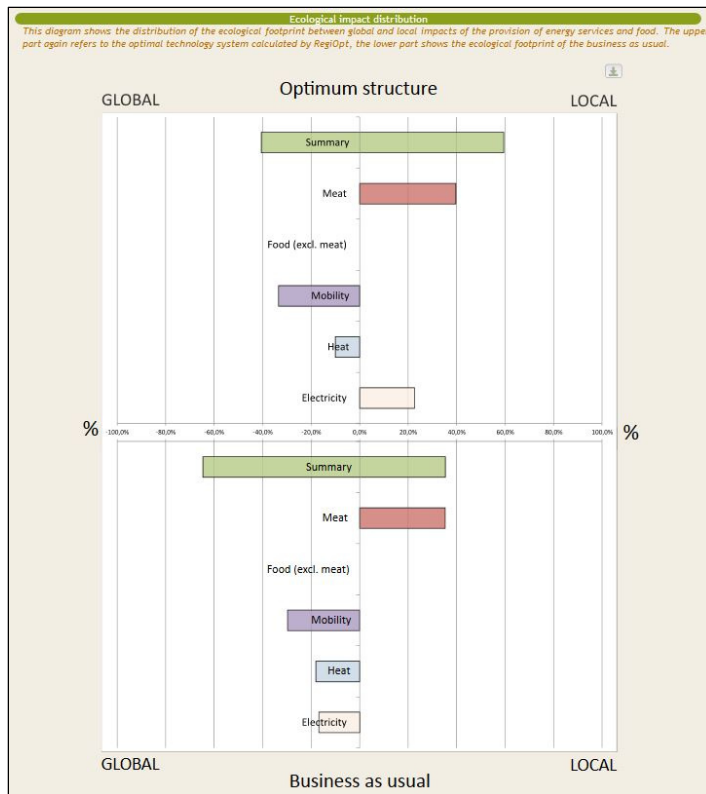 Ecological impact distribution
This diagram shows the distribution of the ecological footprint between global and local impacts of the provision of energy services and food. The upper
part again refers to the optimal technology system calculated by RegiOpt, the lower part shows the ecological footprint of the business as usual.
Optimum structure
GLOBAL LOCAL
Summary
Meat
Food (excl. meat)
Mobility
Heat
Electricity
% -100,0% -80,0% -60,0% -40,0% -20,0% 0,0% 20,0% 40,0% 60,0% 80,0% 100,0% %
Summary
Meat
Food (excl. meat)
Mobility
Heat
Electricity
GLOBAL LOCAL
Business as usual